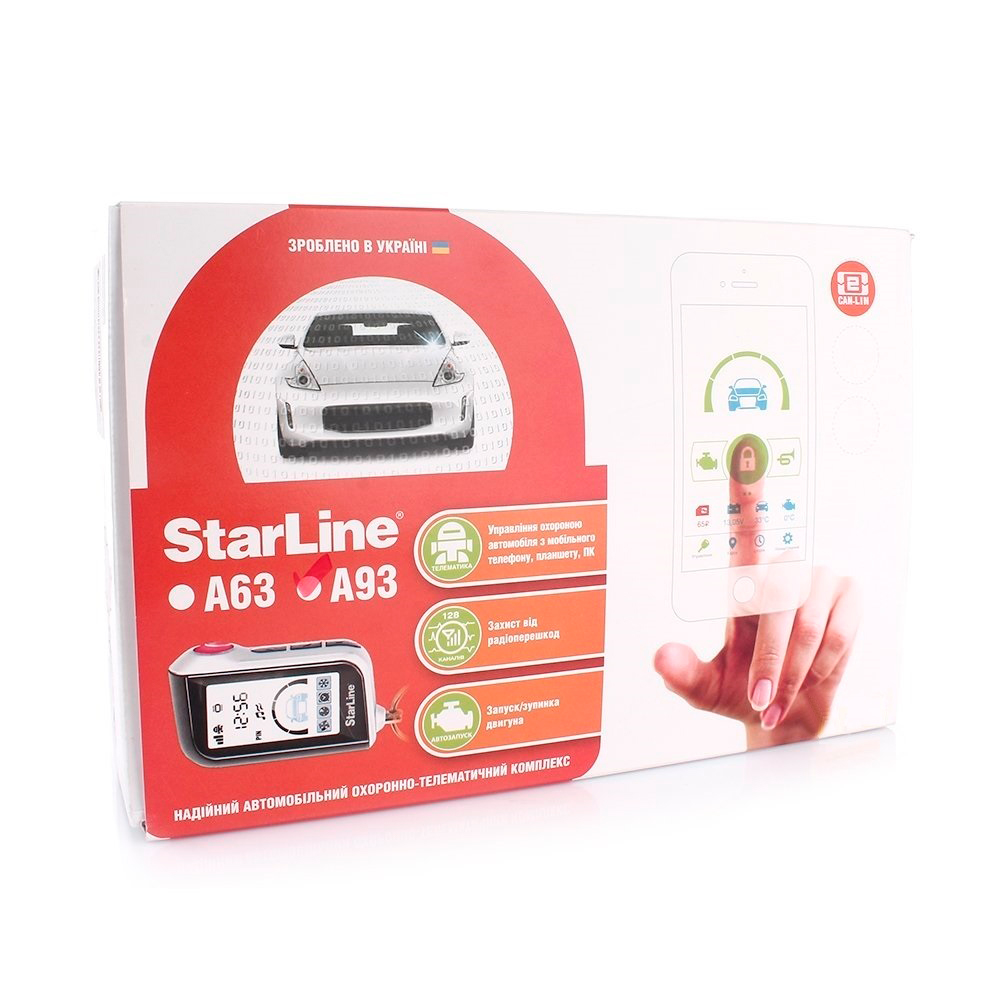 ЗРОБЛЕНО В УКРАЇНІ
CAN-LIN
StarLine®
A63 A93
Управління охороною
автомобіля з мобільного
телефону, планшету, ПК
ТЕЛЕМАТИКА
128
КАНАЛІВ
Захист від
радіоперешкод
Запуск/зупинка
двигуна
АВТОЗАПУСК
12:56
PIN
StarLine
НАДІЙНИЙ АВТОМОБІЛЬНИЙ ОХОРОННО-ТЕЛЕМАТИЧНИЙ КОМПЛЕКС